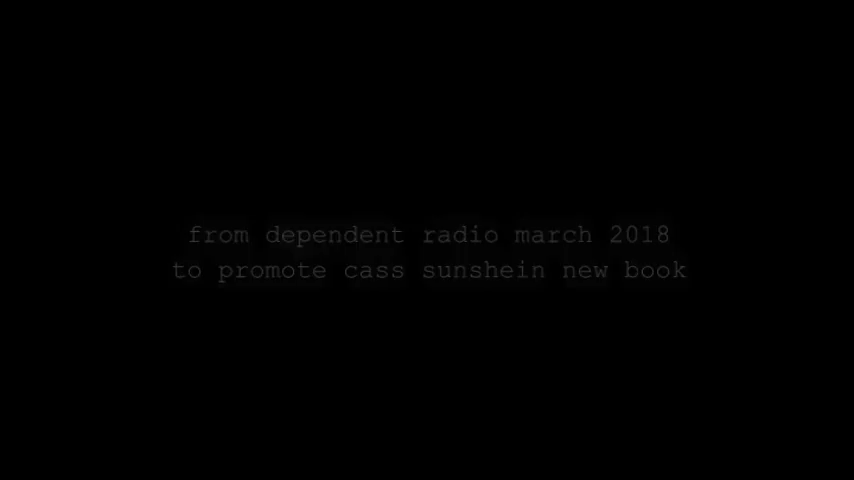 from dependent radio march 2018
to promote cass sunshein new book